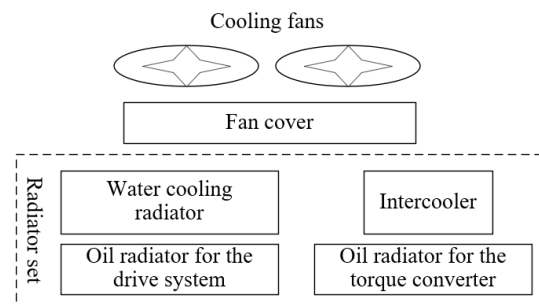 Cooling fans
Fan cover
Radiator set
Water cooling
radiator
Intercooler
Oil radiator for the
drive system
Oil radiator for the
torque converter